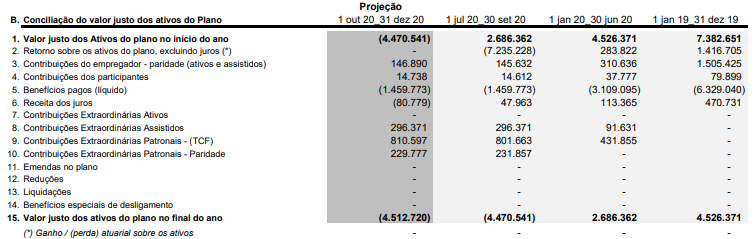 Projeção
B. Conciliação do valor justo dos ativos do Plano 1 out 20_31 dez 20 1 jul 20_30 set 20 1 jan 20_30 jun 20 1 jan 19_31 dez 19
1. Valor justo dos Ativos do plano no início do ano (4.470.541) 2.686.362 4.526.371 7.382.651
2. Retorno sobre os ativos do plano, excluindo juros (*) - (7.235.228) 283.822 1.416.705
3. Contribuições do empregador - paridade (ativos e assistidos) 146.890 145.632 310.636 1.505.425
4. Contribuições dos participantes 14.738 14.612 37.777 79.899
5. Benefícios pagos (líquido) (1.459.773) (1.459.773) (3.109.095) (6.329.040)
6. Receita dos juros (80.779) 47.963 113.365 470.731
7. Contribuições Extraordinárias Ativos - - - -
8. Contribuições Extraordinárias Assistidos 296.371 296.371 91.631 -
9. Contribuições Extraordinárias Patronais - (TCF) 810.597 801.663 431.855 -
10. Contribuições Extraordinárias Patronais - Paridade 229.777 231.857 - -
11. Emendas no plano - - - -
12. Reduções - - - -
13. Liquidações - - - -
14. Benefícios especiais de desligamento - - - -
15. Valor justo dos ativos do plano no final do ano (4.512.720) (4.470.541) 2.686.362 4.526.371
(*) Ganho / (perda) atuarial sobre os ativos - - - -